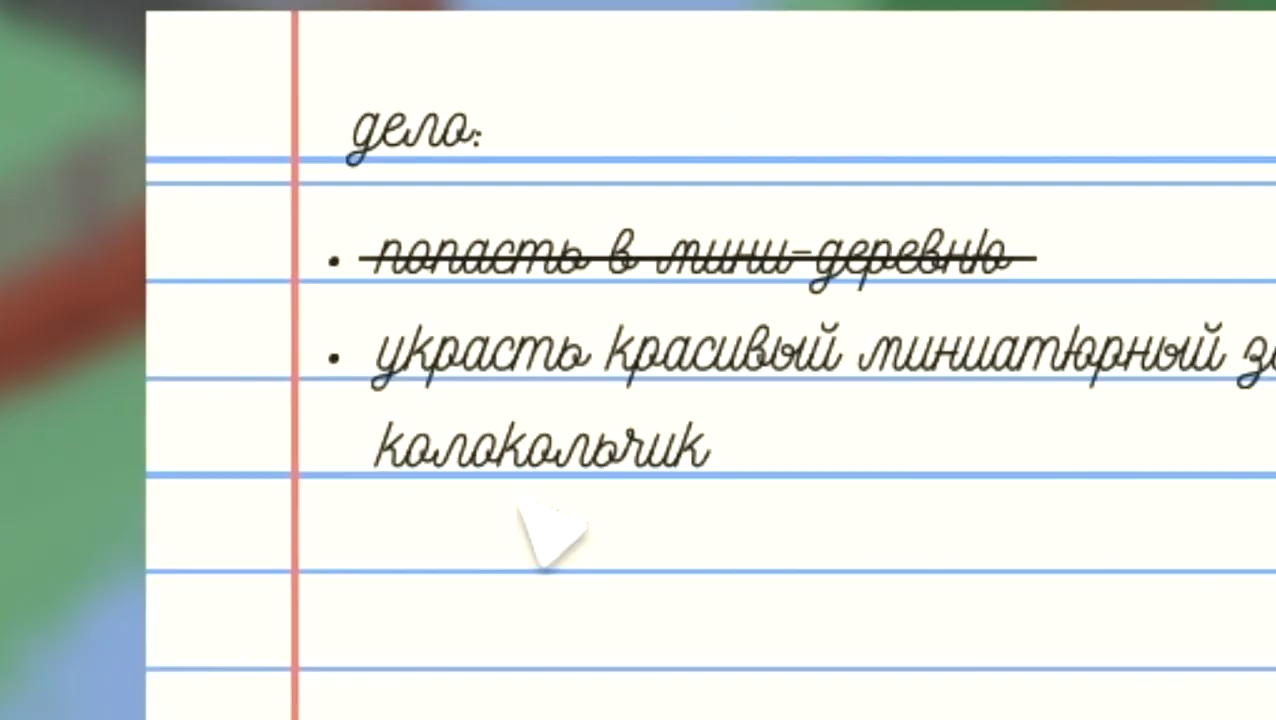 дело:
• попасть в мини-деревню
• украсть красивый миниатюрный
колокольчик